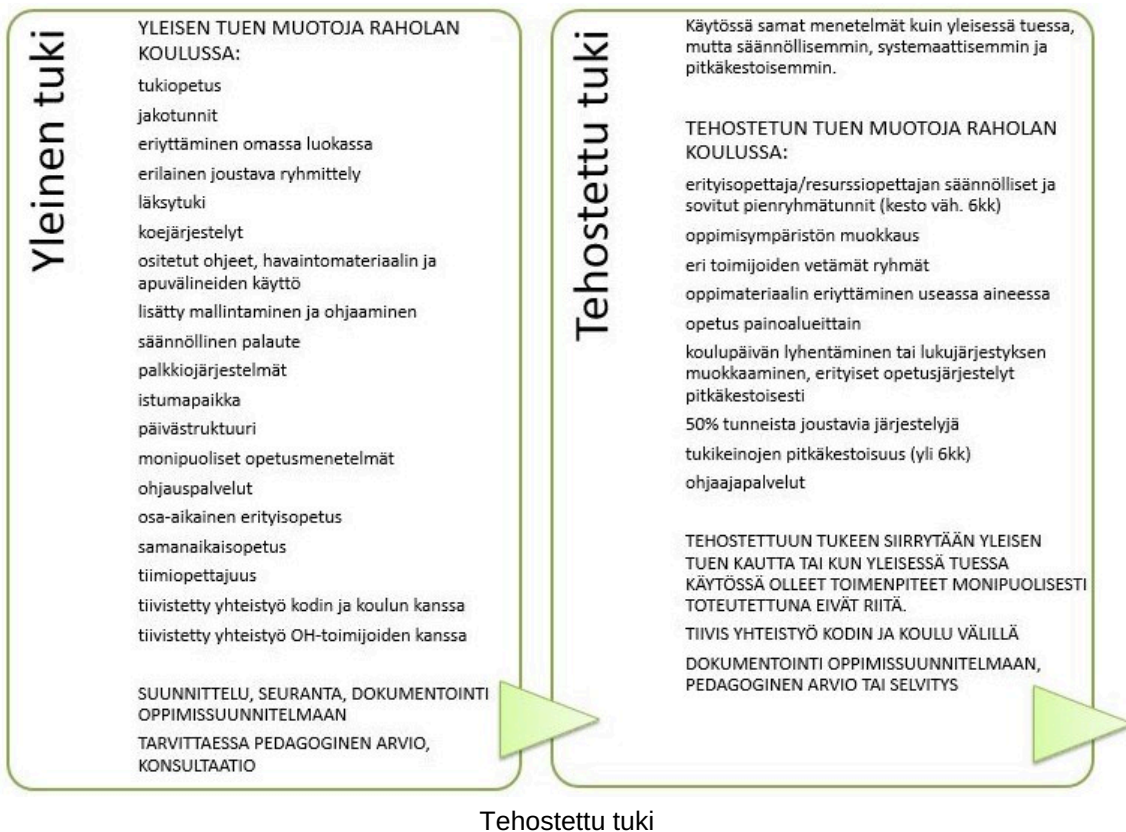 Yleinen tuki
YLEISEN TUEN MUOTOJA RAHOLAN
KOULUSSA:
tukiopetus
jakotunnit
eriyttäminen omassa luokassa
erilainen joustava ryhmittely
läksytuki
koejärjestelyt
ositetut ohjeet, havaintomateriaalin ja
apuvälineiden käyttö
lisätty mallintaminen ja ohjaaminen
säännöllinen palaute
palkkiojärjestelmät
istumapaikka
päivästruktuuri
monipuoliset opetusmenetelmät
ohjauspalvelut
osa-aikainen erityisopetus
samanaikaisopetus
tiimiopettajuus
tiivistetty yhteistyö kodin ja koulun kanssa
tiivistetty yhteistyö OH-toimijoiden kanssa
SUUNNITTELU, SEURANTA, DOKUMENTOINTI
OPPIMISSUUNNITELMAAN
TARVITTAESSA PEDAGOGINEN ARVIO,
KONSULTAATIO
Tehostettu tuki
Käytössä samat menetelmät kuin yleisessä tuessa,
mutta säännöllisemmin, systemaattisemmin ja
pitkäkestoisemmin.
TEHOSTETUN TUEN MUOTOJA RAHOLAN
KOULUSSA:
erityisopettaja/resurssiopettajan säännölliset ja
sovitut pienryhmätunnit (kesto väh. 6kk)
oppimisympäristön muokkaus
eri toimijoiden vetämät ryhmät
oppimateriaalin eriyttäminen useassa aineessa
opetus painoalueittain
koulupäivän lyhentäminen tai lukujärjestyksen
muokkaaminen, erityiset opetusjärjestelyt
pitkäkestoisesti
50% tunneista joustavia järjestelyjä
tukikeinojen pitkäkestoisuus (yli 6kk)
ohjaajapalvelut
TEHOSTETTUUN TUKEEN SIIRRYTÄÄN YLEISEN
TUEN KAUTTA TAI KUN YLEISESSÄ TUESSA
KÄYTÖSSÄ OLLEET TOIMENPITEET MONIPUOLISESTI
TOTEUTETTUNA EIVÄT RIITÄ.
TIIVIS YHTEISTYÖ KODIN JA KOULU VÄLILLÄ
DOKUMENTOINTI OPPIMISSUUNNITELMAAN,
PEDAGOGINEN ARVIO TAI SELVITYS
Tehostettu tuki